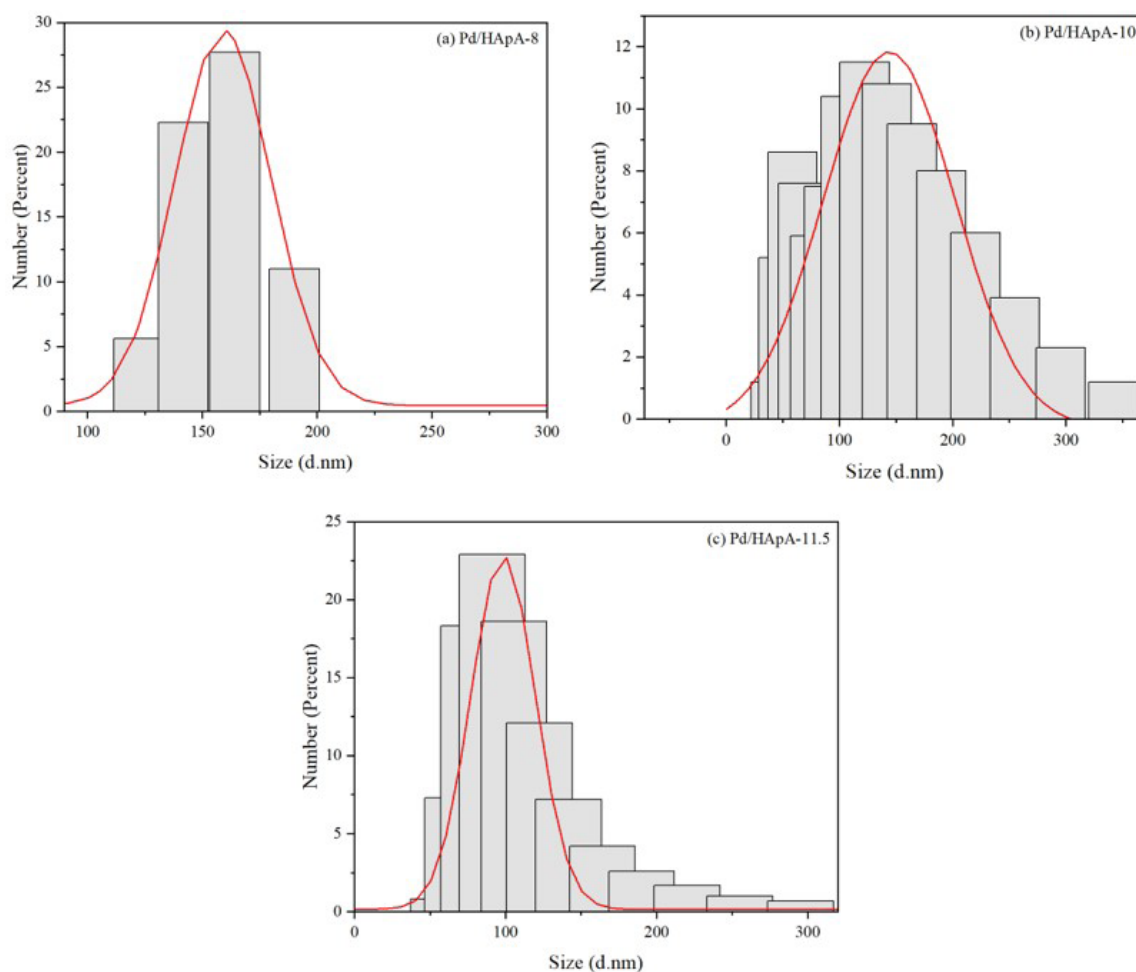 (a) Pd/HApA-8
30
25
20
15
10
5
0
Number (Percent)
100 150 200 250 300
Size (d.nm)
(b) Pd/HApA-10
12
10
8
6
4
2
0
Number (Percent)
0 100 200 300
Size (d.nm)
(c) Pd/HApA-11.5
25
20
15
10
5
0
Number (Percent)
0 100 200 300
Size (d.nm)